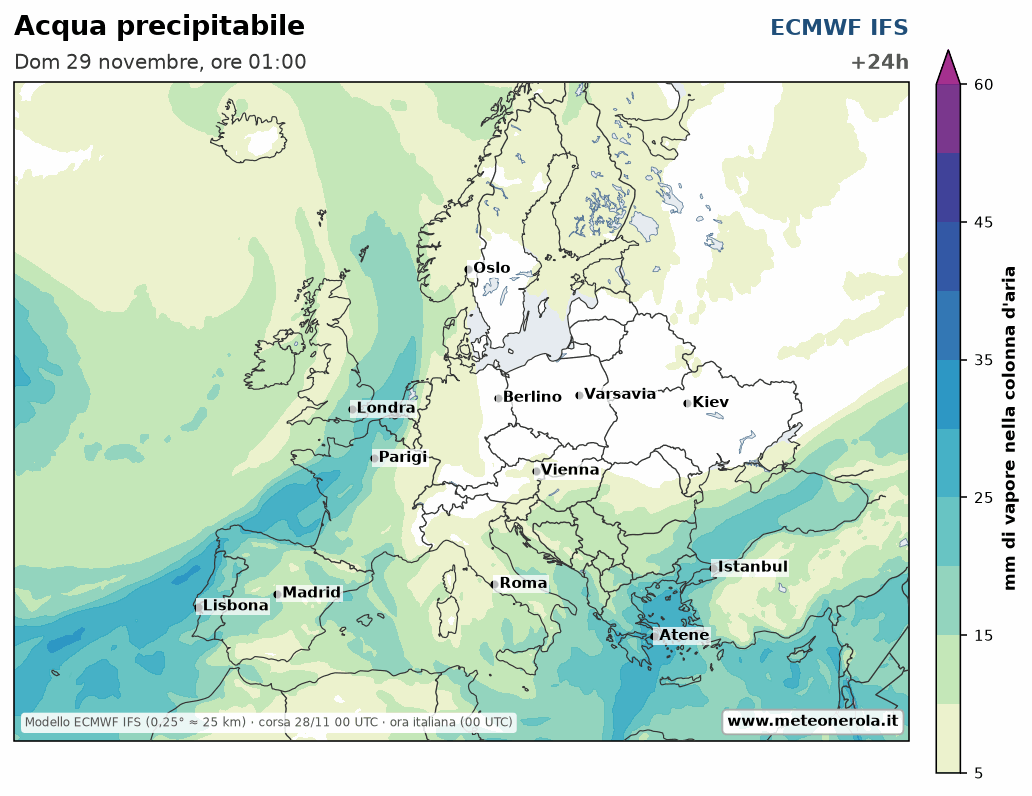 Acqua precipitabile
ECMWF IFS
Dom 29 novembre, ore 01:00
+24h
60
45
35
25
15
5
mm di vapore nella colonna d'aria
Oslo
Berlino
Varsavia
Kiev
Londra
Parigi
Vienna
Istanbul
Roma
Madrid
Lisbona
Atene
Modello ECMWF IFS (0,25° ≈ 25 km) · corsa 28/11 00 UTC · ora italiana (00 UTC)
www.meteonerola.it